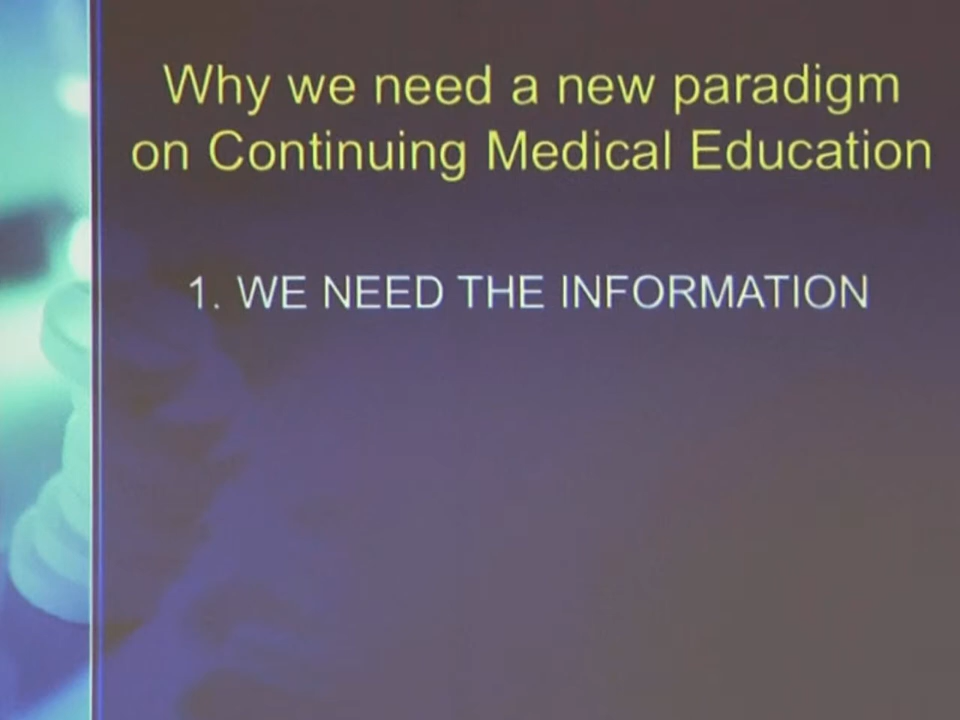 Why we need a new paradigm
on Continuing Medical Education
1. WE NEED THE INFORMATION